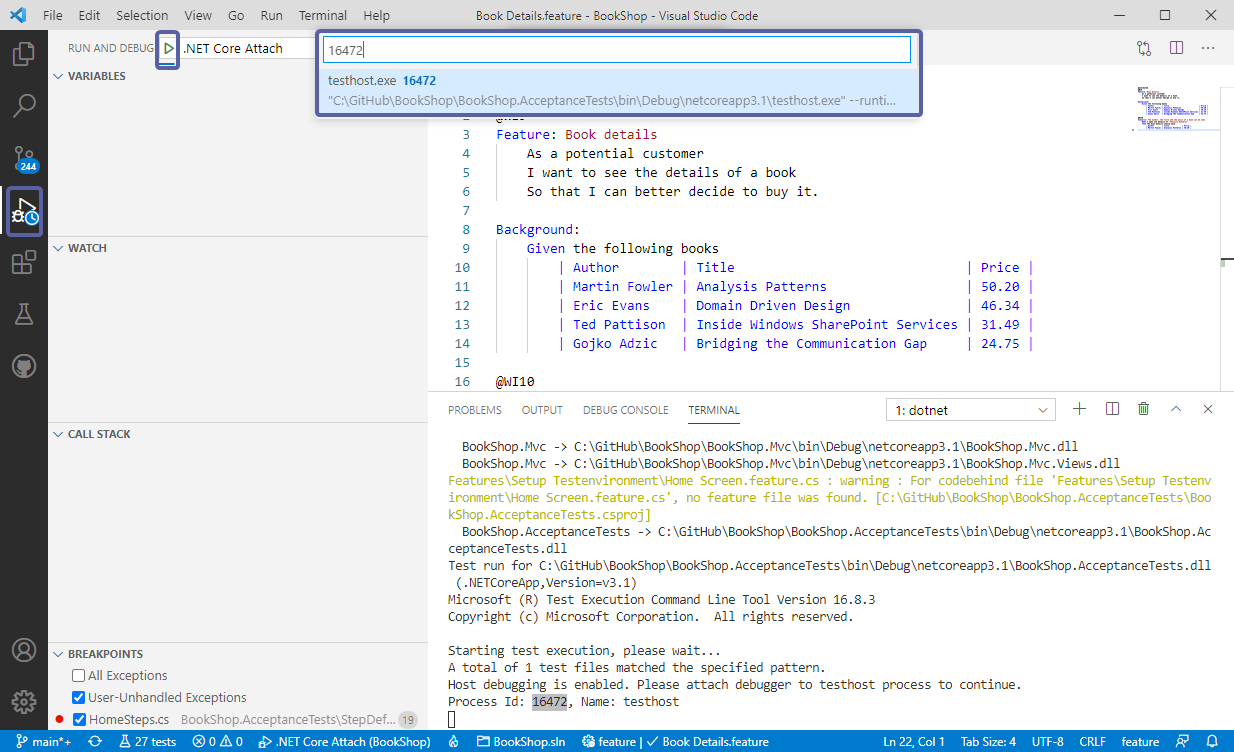 File Edit Selection View Go Run Terminal Help Book Details.feature - BookShop - Visual Studio Code
RUN AND DEBUG .NET Core Attach
16472
testhost.exe 16472
"C:\GitHub\BookShop\BookShop.AcceptanceTests\bin\Debug\netcoreapp3.1\testhost.exe" --runti...
VARIABLES
WATCH
CALL STACK
BREAKPOINTS
All Exceptions
User-Unhandled Exceptions
HomeSteps.cs BookShop.AcceptanceTests\StepDef... 19
244
3 Feature: Book details
4 As a potential customer
5 I want to see the details of a book
6 So that I can better decide to buy it.
7
8 Background:
9 Given the following books
10 | Author | Title | Price |
11 | Martin Fowler | Analysis Patterns | 50.20 |
12 | Eric Evans | Domain Driven Design | 46.34 |
13 | Ted Pattison | Inside Windows SharePoint Services | 31.49 |
14 | Gojko Adzic | Bridging the Communication Gap | 24.75 |
15
16 @WI10
PROBLEMS OUTPUT DEBUG CONSOLE TERMINAL 1: dotnet
BookShop.Mvc -> C:\GitHub\BookShop\BookShop.Mvc\bin\Debug\netcoreapp3.1\BookShop.Mvc.dll
BookShop.Mvc -> C:\GitHub\BookShop\BookShop.Mvc\bin\Debug\netcoreapp3.1\BookShop.Mvc.Views.dll
Features\Setup Testenvironment\Home Screen.feature.cs : warning : For codebehind file 'Features\Setup Testenv
ironment\Home Screen.feature.cs', no feature file was found. [C:\GitHub\BookShop\BookShop.AcceptanceTests\Boo
kShop.AcceptanceTests.csproj]
BookShop.AcceptanceTests -> C:\GitHub\BookShop\BookShop.AcceptanceTests\bin\Debug\netcoreapp3.1\BookShop.Ac
ceptanceTests.dll
Test run for C:\GitHub\BookShop\BookShop.AcceptanceTests\bin\Debug\netcoreapp3.1\BookShop.AcceptanceTests.dll
(.NETCoreApp,Version=v3.1)
Microsoft (R) Test Execution Command Line Tool Version 16.8.3
Copyright (c) Microsoft Corporation. All rights reserved.
Starting test execution, please wait...
A total of 1 test files matched the specified pattern.
Host debugging is enabled. Please attach debugger to testhost process to continue.
Process Id: 16472, Name: testhost
main*+ 27 tests 0 0 .NET Core Attach (BookShop) BookShop.sln feature | Book Details.feature Ln 22, Col 1 Tab Size: 4 UTF-8 CRLF feature